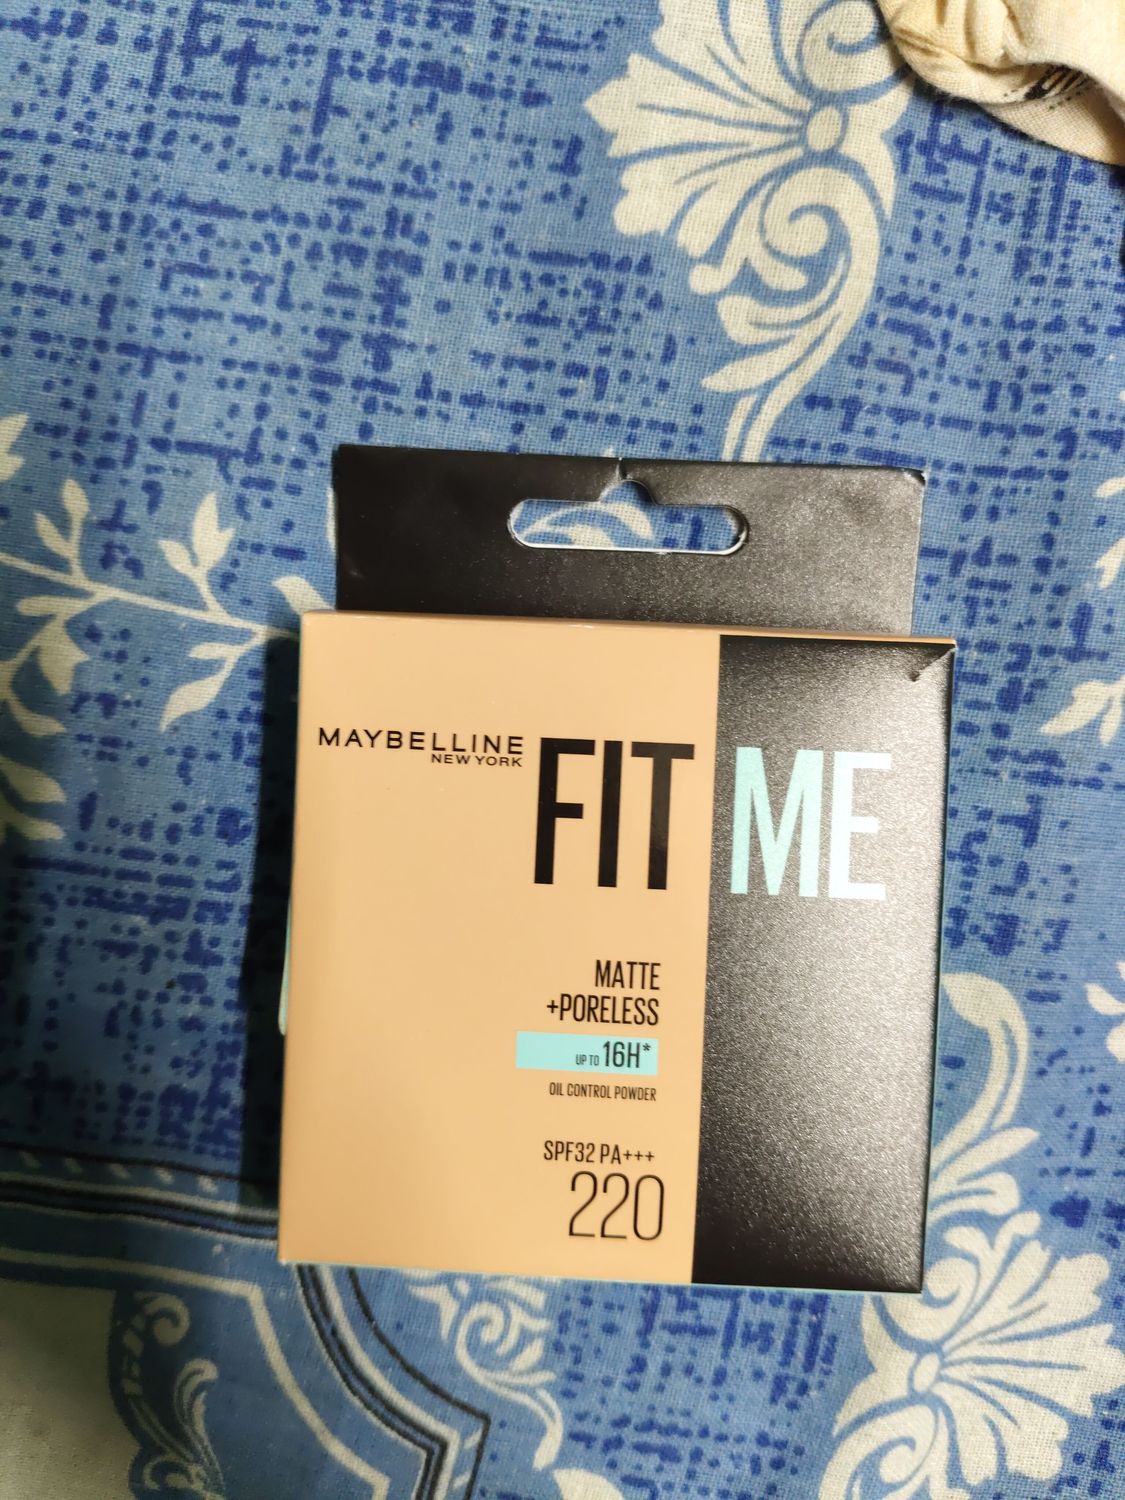 MAYBELLINE
NEW YORK
FIT ME
MATTE
+PORELESS
UP TO 16H*
OIL CONTROL POWDER
SPF32 PA+++
220